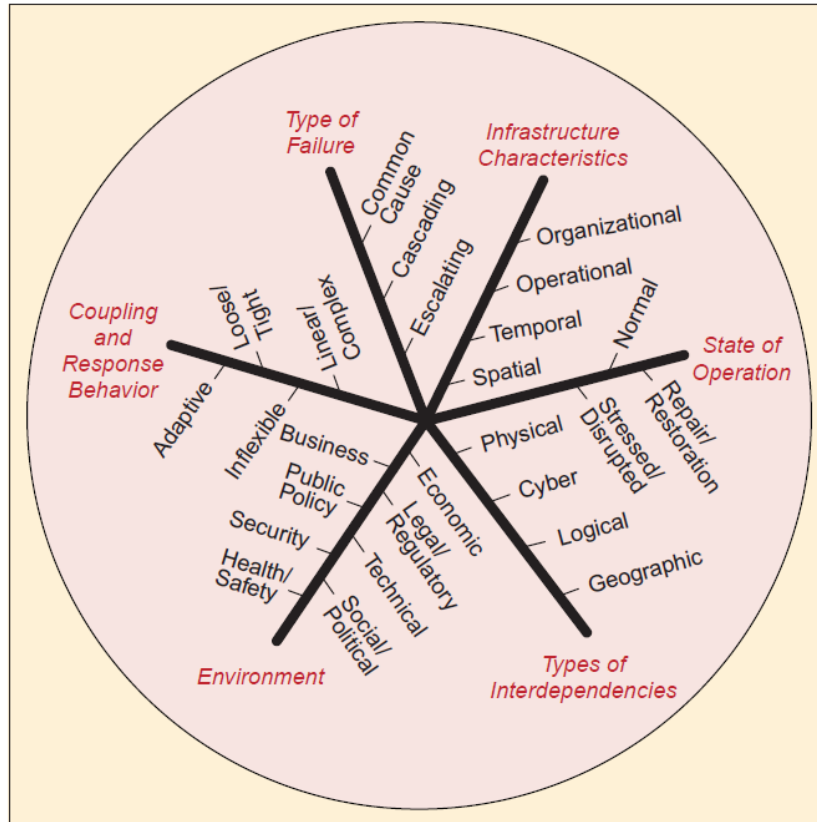 Type of
Failure
Common
Cause
Cascading
Escalating
Infrastructure
Characteristics
Organizational
Operational
Temporal
Spatial
State of
Operation
Normal
Repair/
Restoration
Stressed/
Disrupted
Types of
Interdependencies
Physical
Cyber
Logical
Geographic
Environment
Economic
Legal/
Regulatory
Technical
Social/
Political
Business
Public
Policy
Security
Health/
Safety
Coupling
and
Response
Behavior
Adaptive
Loose/
Tight
Inflexible
Linear/
Complex